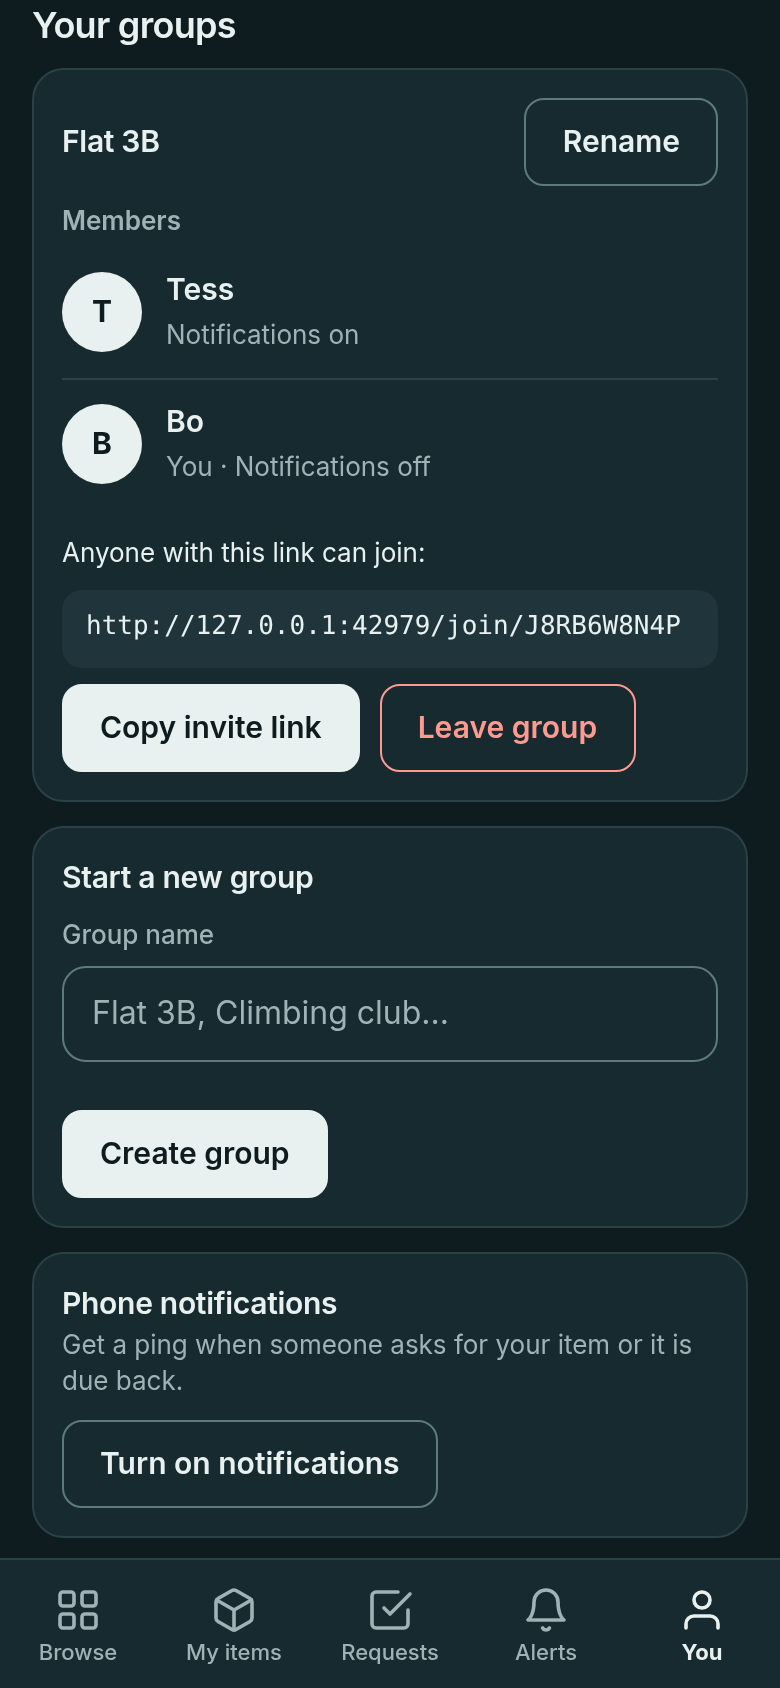 Your groups
Flat 3B
Rename
Members
T
Tess
Notifications on
B
Bo
You · Notifications off
Anyone with this link can join:
http://127.0.0.1:42979/join/J8RB6W8N4P
Copy invite link
Leave group
Start a new group
Group name
Flat 3B, Climbing club...
Create group
Phone notifications
Get a ping when someone asks for your item or it is
due back.
Turn on notifications
Browse
My items
Requests
Alerts
You